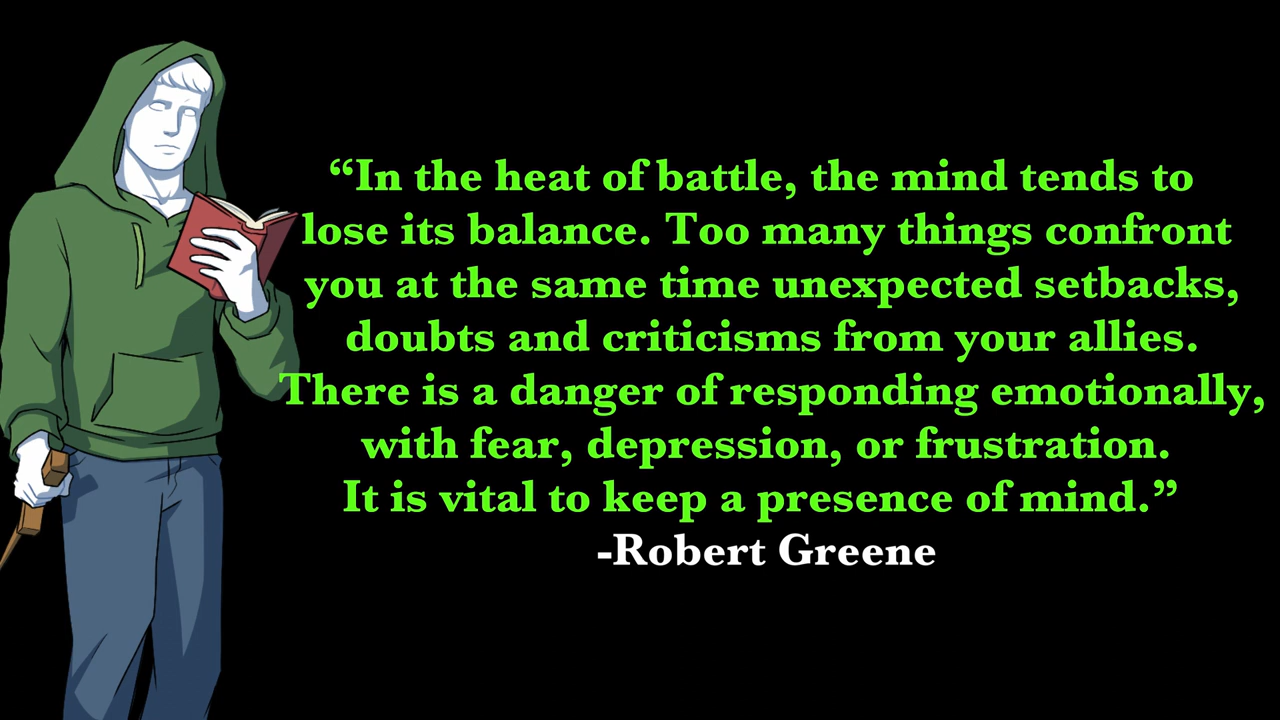 “In the heat of battle, the mind tends to
lose its balance. Too many things confront
you at the same time unexpected setbacks,
doubts and criticisms from your allies.
There is a danger of responding emotionally,
with fear, depression, or frustration.
It is vital to keep a presence of mind.”
-Robert Greene